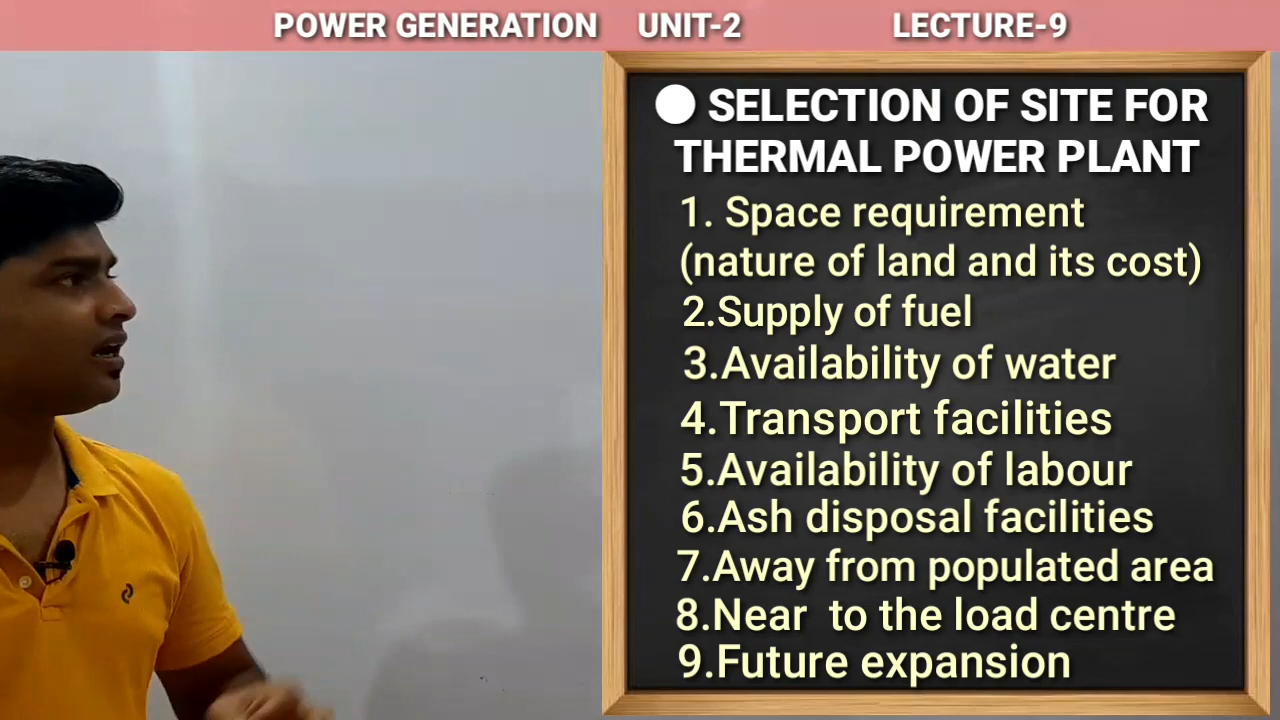 POWER GENERATION UNIT-2 LECTURE-9
● SELECTION OF SITE FOR
THERMAL POWER PLANT
1. Space requirement
(nature of land and its cost)
2.Supply of fuel
3.Availability of water
4.Transport facilities
5.Availability of labour
6.Ash disposal facilities
7.Away from populated area
8.Near to the load centre
9.Future expansion